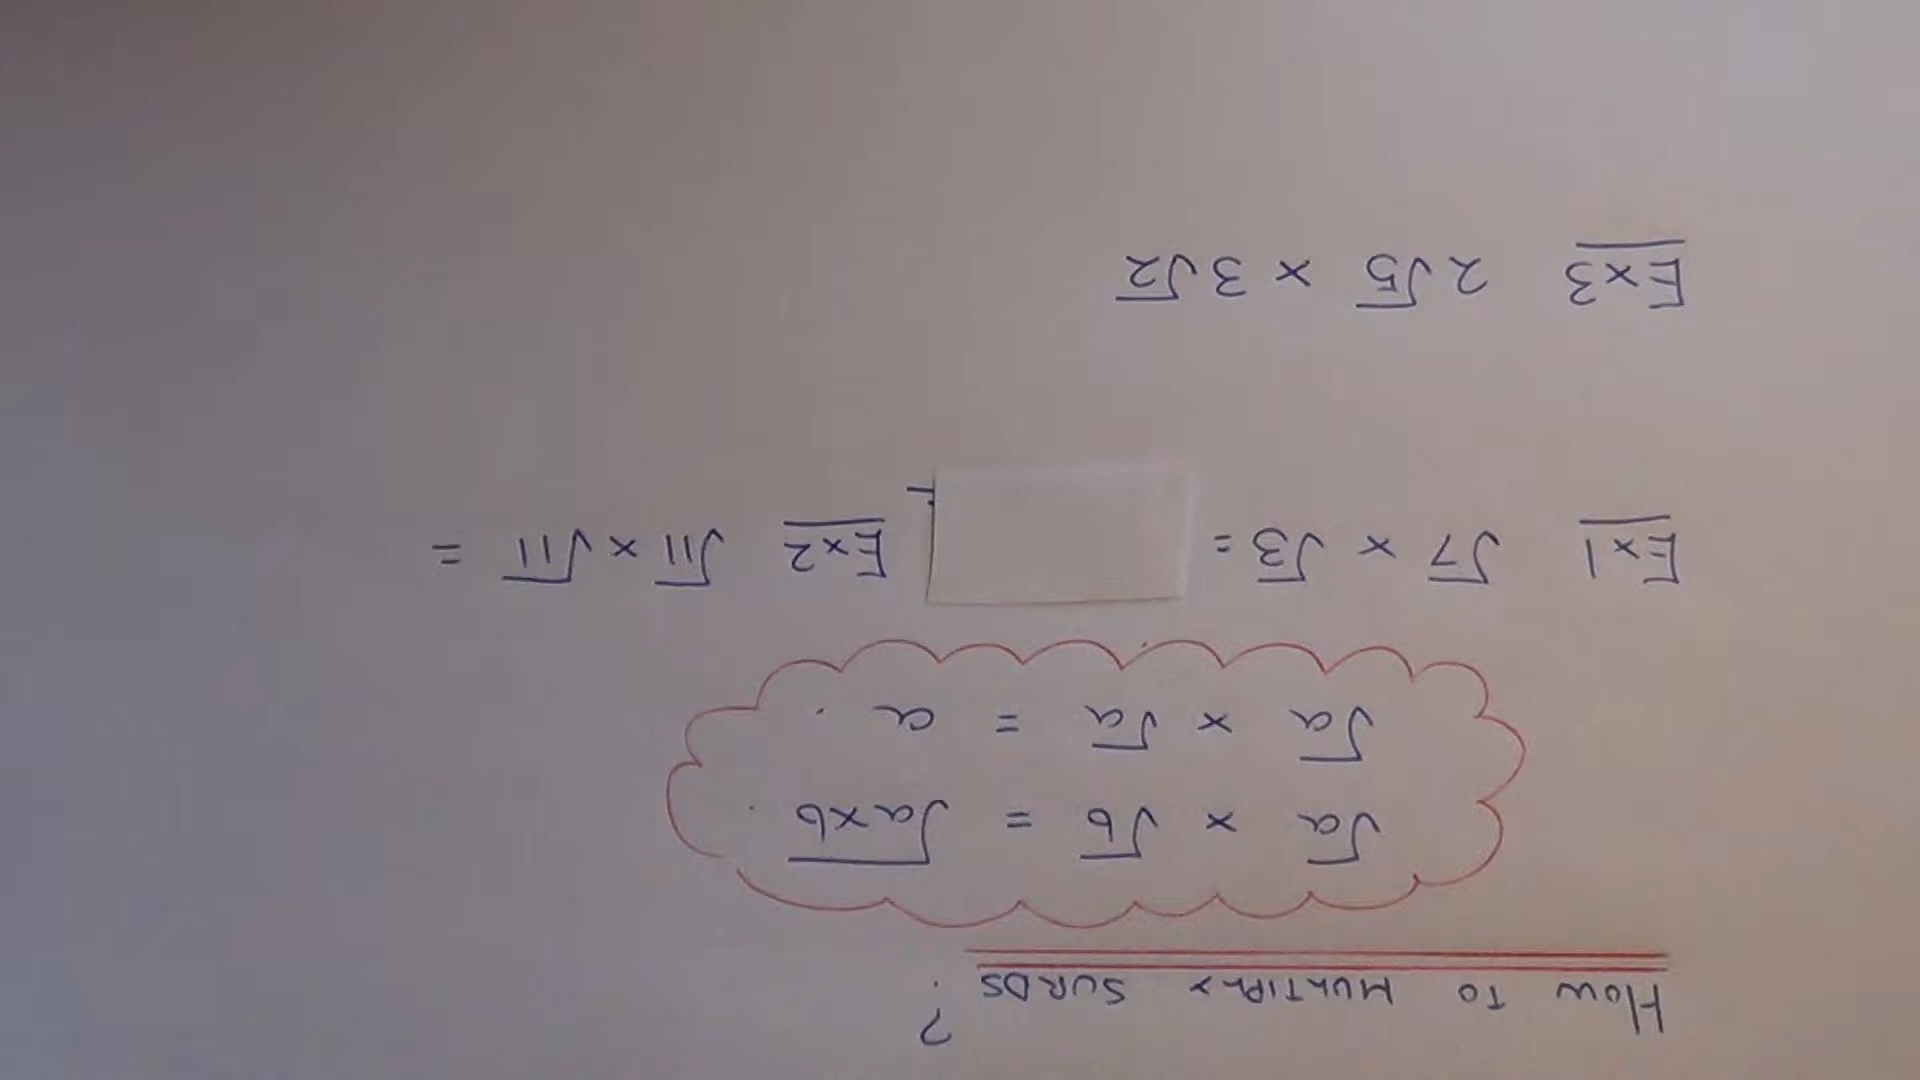 How TO MULTIPLY SURDS ?
√a × √b = √a×b .
√a × √a = a .
Ex1 √7 × √3 =
Ex2 √11 × √11 =
Ex3 2√5 × 3√2